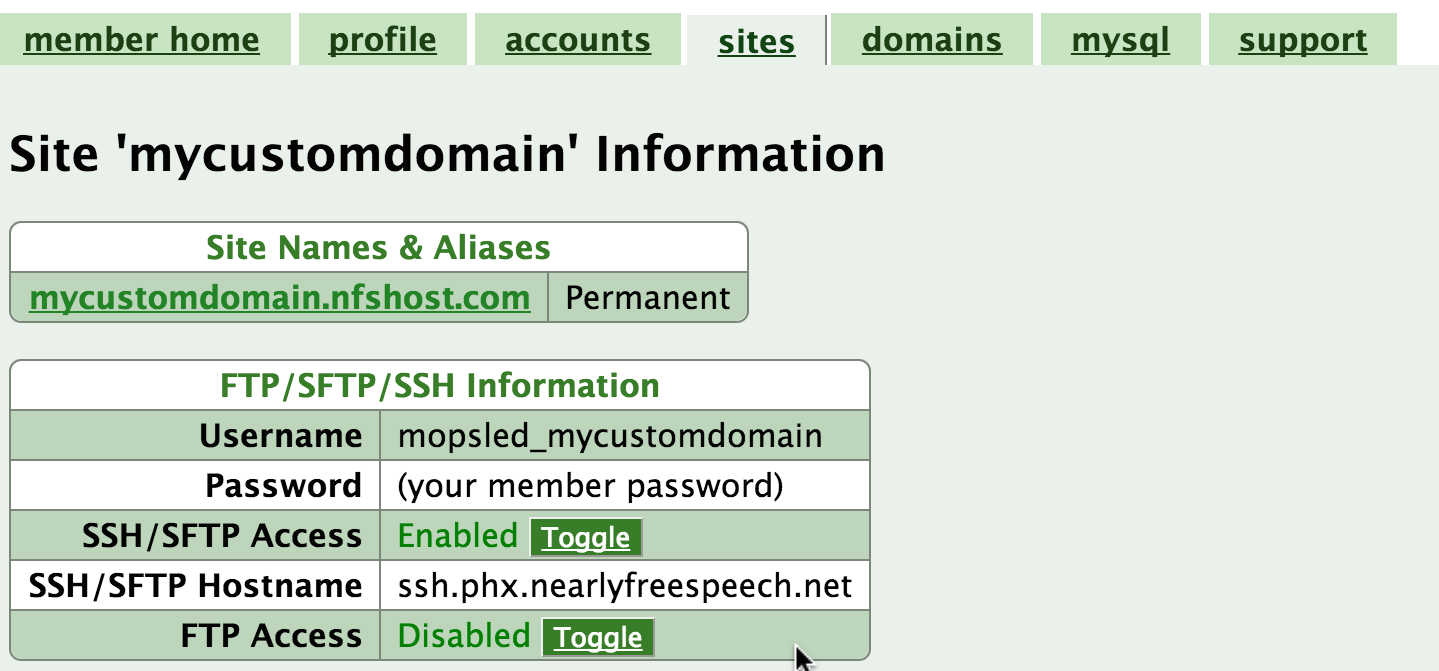 member home profile accounts sites domains mysql support
Site 'mycustomdomain' Information
Site Names & Aliases
mycustomdomain.nfshost.com Permanent
FTP/SFTP/SSH Information
Username mopsled_mycustomdomain
Password (your member password)
SSH/SFTP Access Enabled Toggle
SSH/SFTP Hostname ssh.phx.nearlyfreespeech.net
FTP Access Disabled Toggle